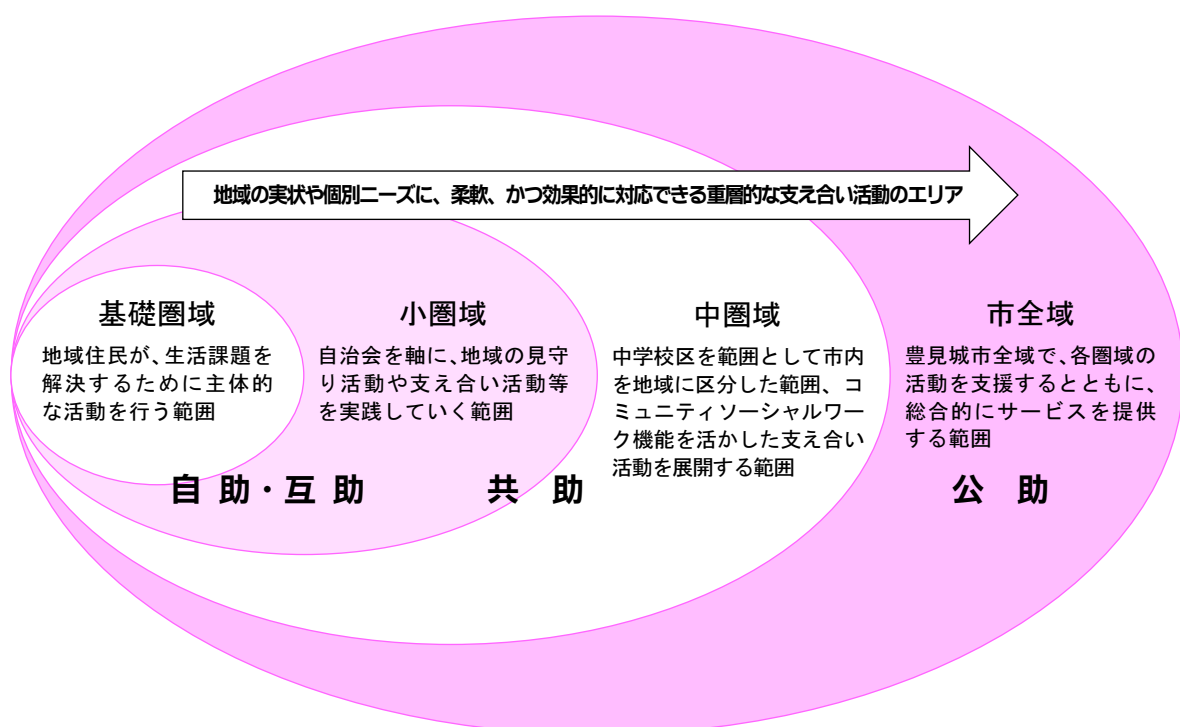 地域の実状や個別ニーズに、柔軟、かつ効果的に対応できる重層的な支え合い活動のエリア
基礎圏域
地域住民が、生活課題を
解決するために主体的
な活動を行う範囲
小圏域
自治会を軸に、地域の見守
り活動や支え合い活動等
を実践していく範囲
中圏域
中学校区を範囲として市内
を地域に区分した範囲、コ
ミュニティソーシャルワー
ク機能を活かした支え合い
活動を展開する範囲
市全域
豊見城市全域で、各圏域の
活動を支援するとともに、
総合的にサービスを提供
する範囲
自助・互助
共助
公助